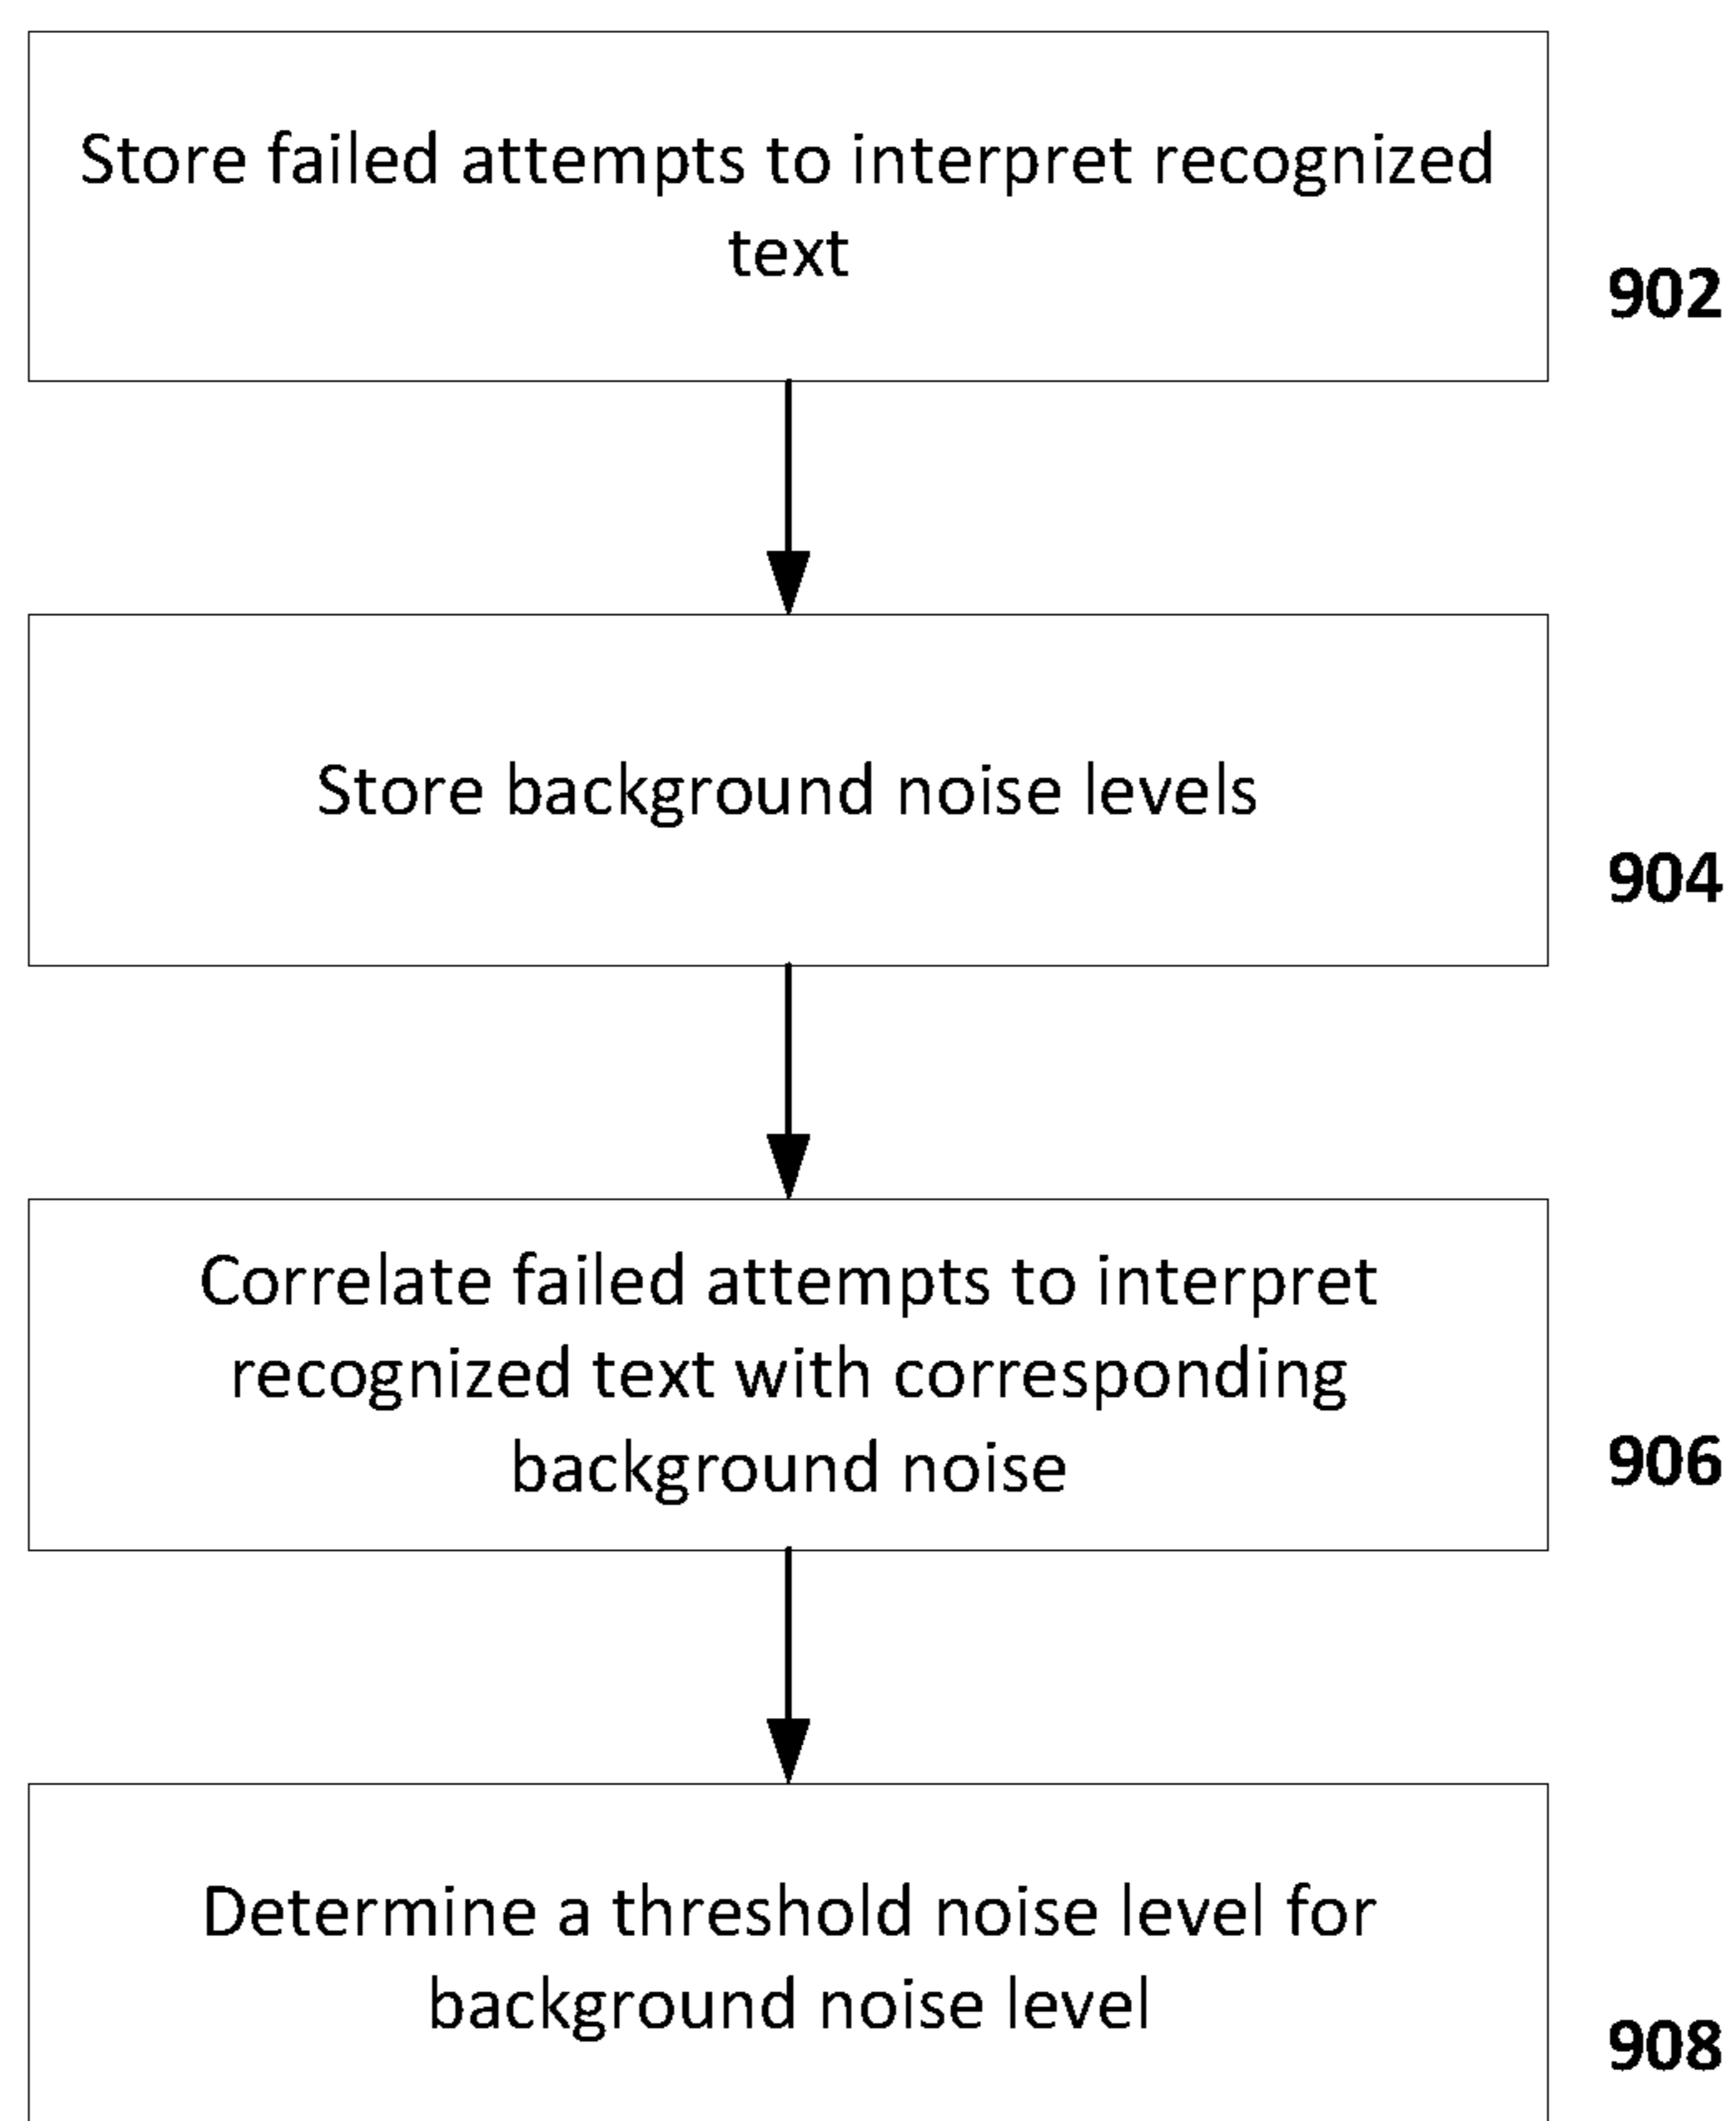 Store failed attempts to interpret recognized
text
902
Store background noise levels
904
Correlate failed attempts to interpret
recognized text with corresponding
background noise
906
Determine a threshold noise level for
background noise level
908